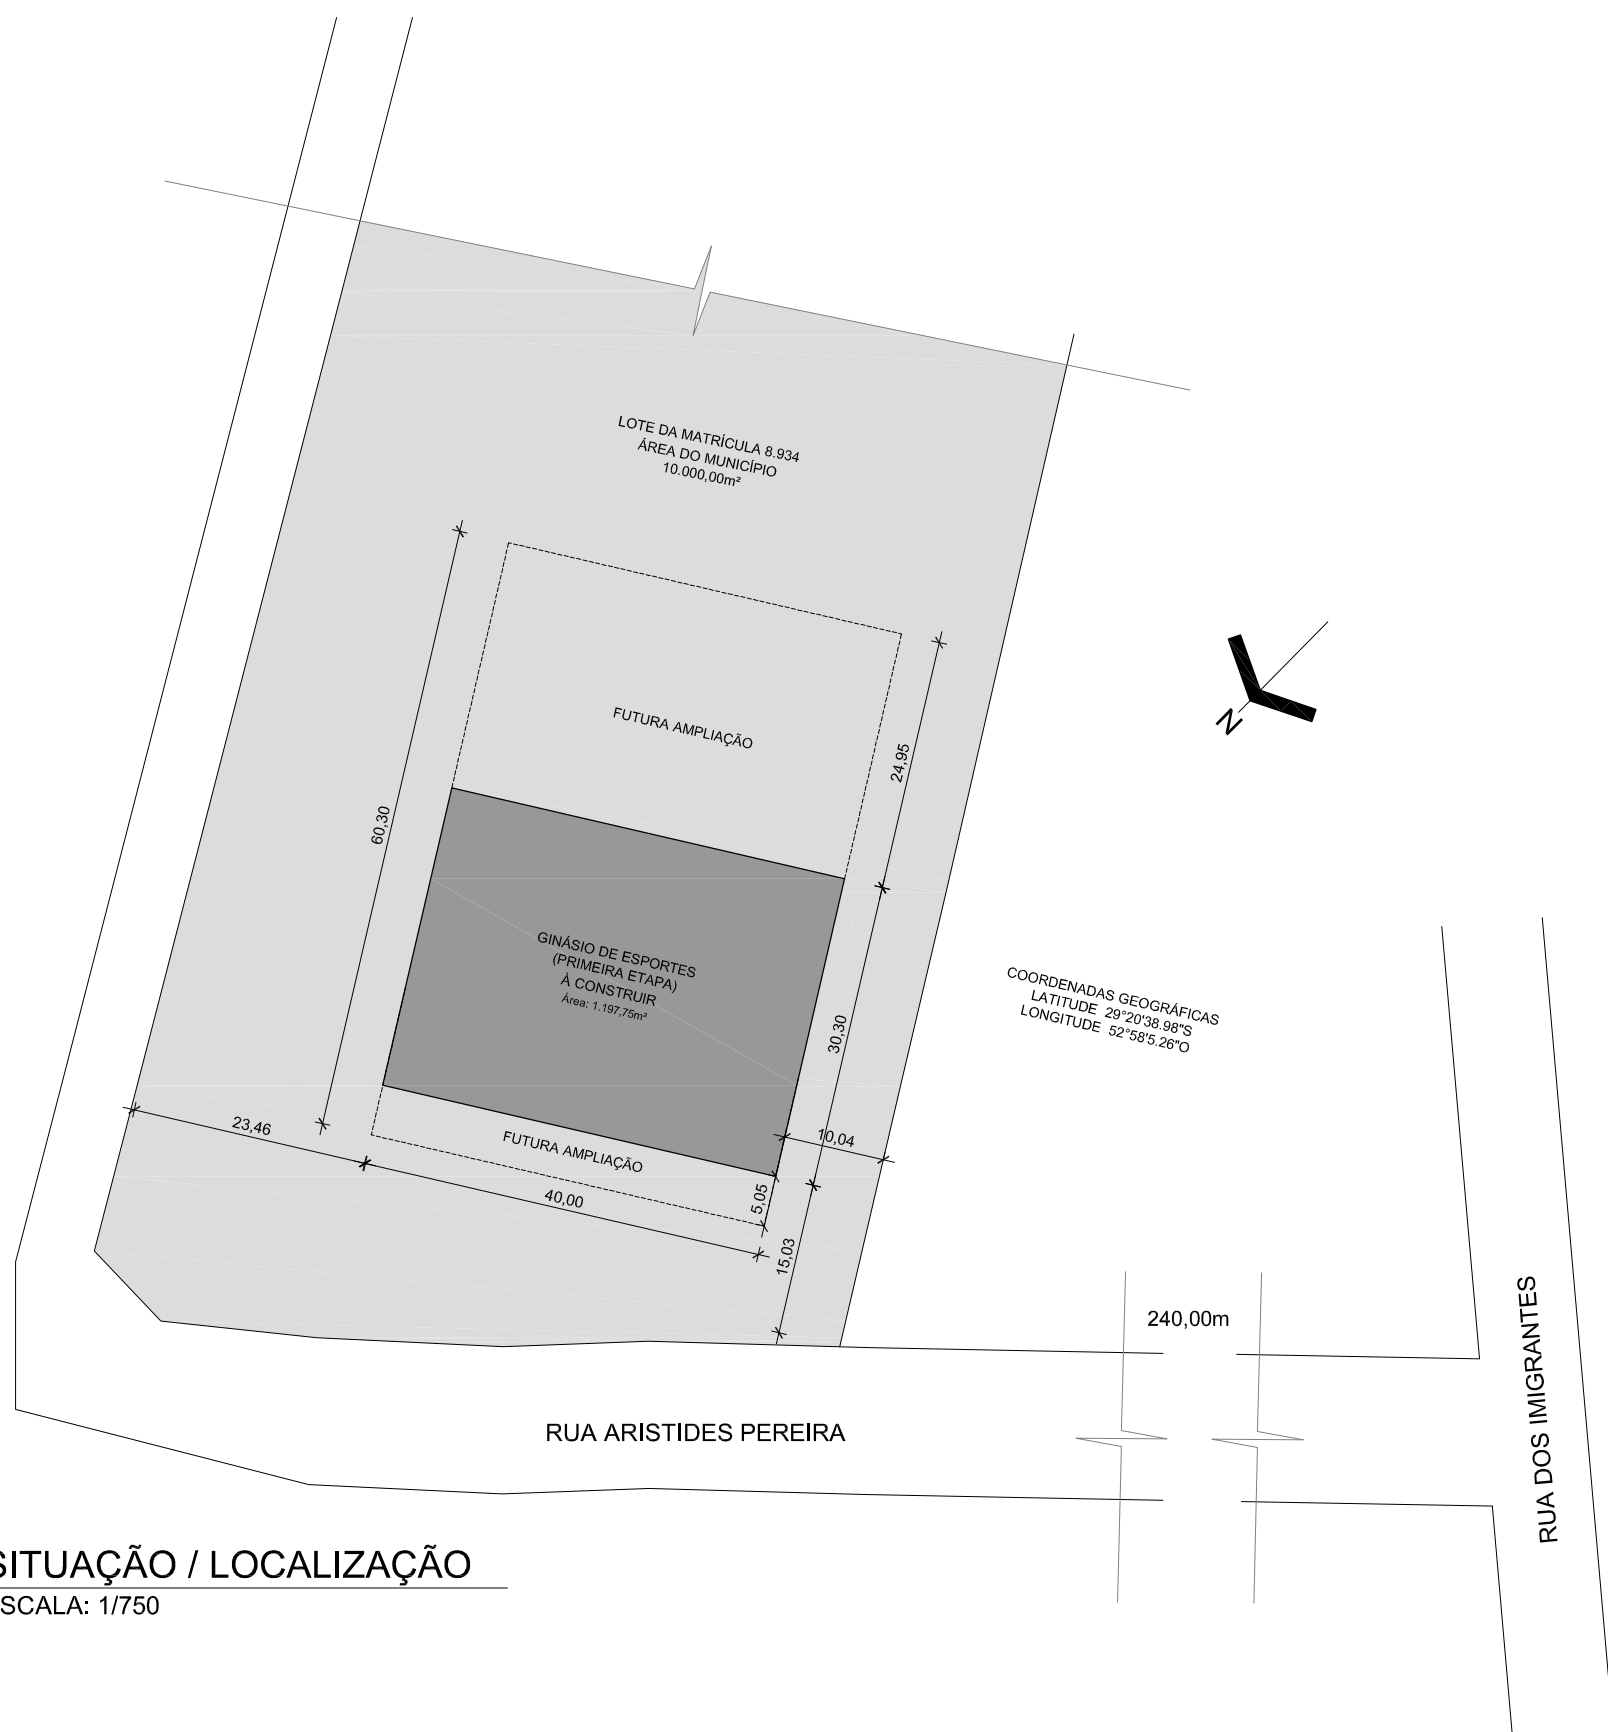 LOTE DA MATRÍCULA 8.934
ÁREA DO MUNICÍPIO
10.000,00m²
FUTURA AMPLIAÇÃO
24,95
60,30
N
GINÁSIO DE ESPORTES
(PRIMEIRA ETAPA)
À CONSTRUIR
Área: 1.197,75m²
COORDENADAS GEOGRÁFICAS
LATITUDE 29°20'38.98"S
LONGITUDE 52°58'5.26"O
30,30
23,46
10,04
FUTURA AMPLIAÇÃO
40,00
5,05
15,03
240,00m
RUA DOS IMIGRANTES
RUA ARISTIDES PEREIRA
SITUAÇÃO / LOCALIZAÇÃO
SCALA: 1/750